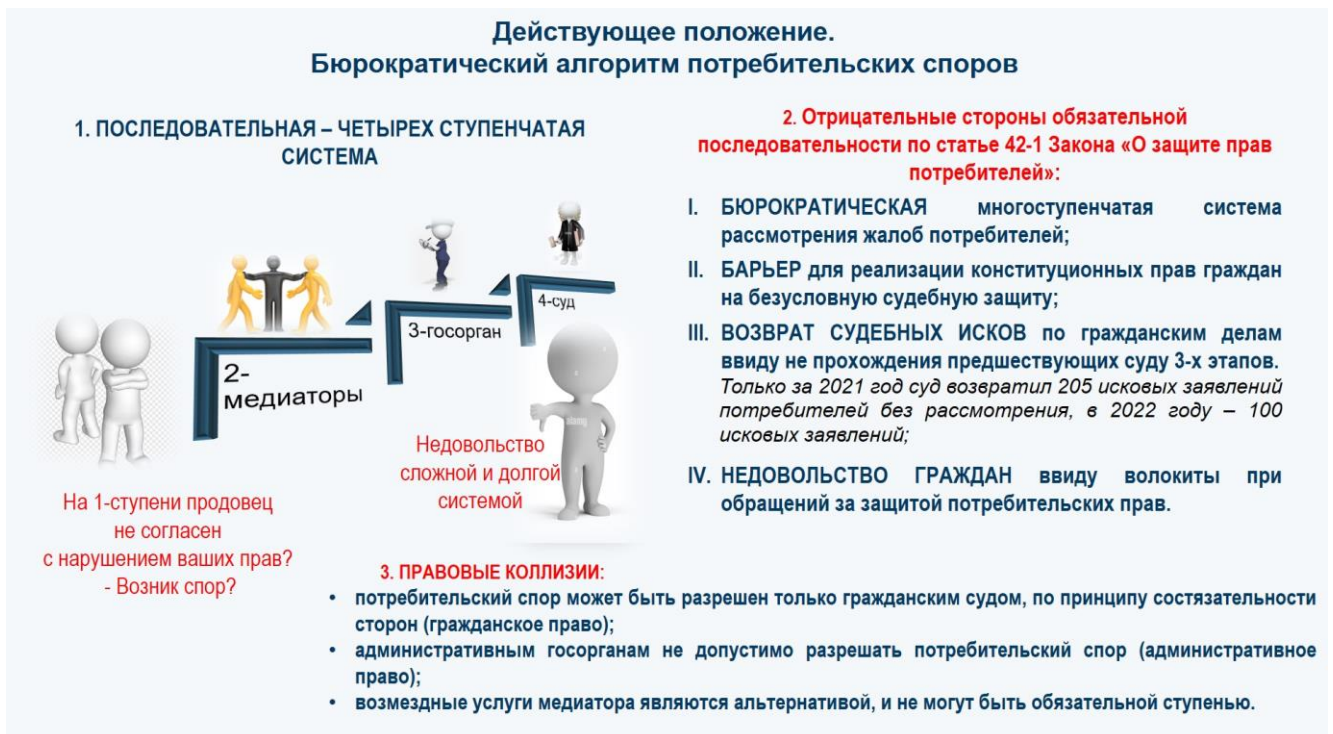 Действующее положение.
Бюрократический алгоритм потребительских споров
1. ПОСЛЕДОВАТЕЛЬНАЯ – ЧЕТЫРЕХ СТУПЕНЧАТАЯ
СИСТЕМА
2-
медиаторы
3-госорган
4-суд
На 1-ступени продовец
не согласен
с нарушением ваших прав?
- Возник спор?
Недовольство
сложной и долгой
системой
2. Отрицательные стороны обязательной
последовательности по статье 42-1 Закона «О защите прав
потребителей»:
I. БЮРОКРАТИЧЕСКАЯ многоступенчатая система
рассмотрения жалоб потребителей;
II. БАРЬЕР для реализации конституционных прав граждан
на безусловную судебную защиту;
III. ВОЗВРАТ СУДЕБНЫХ ИСКОВ по гражданским делам
ввиду не прохождения предшествующих суду 3-х этапов.
Только за 2021 год суд возвратил 205 исковых заявлений
потребителей без рассмотрения, в 2022 году – 100
исковых заявлений;
IV. НЕДОВОЛЬСТВО ГРАЖДАН ввиду волокиты при
обращений за защитой потребительских прав.
3. ПРАВОВЫЕ КОЛЛИЗИИ:
• потребительский спор может быть разрешен только гражданским судом, по принципу состязательности
сторон (гражданское право);
• административным госорганам не допустимо разрешать потребительский спор (административное
право);
• возмездные услуги медиатора являются альтернативой, и не могут быть обязательной ступенью.